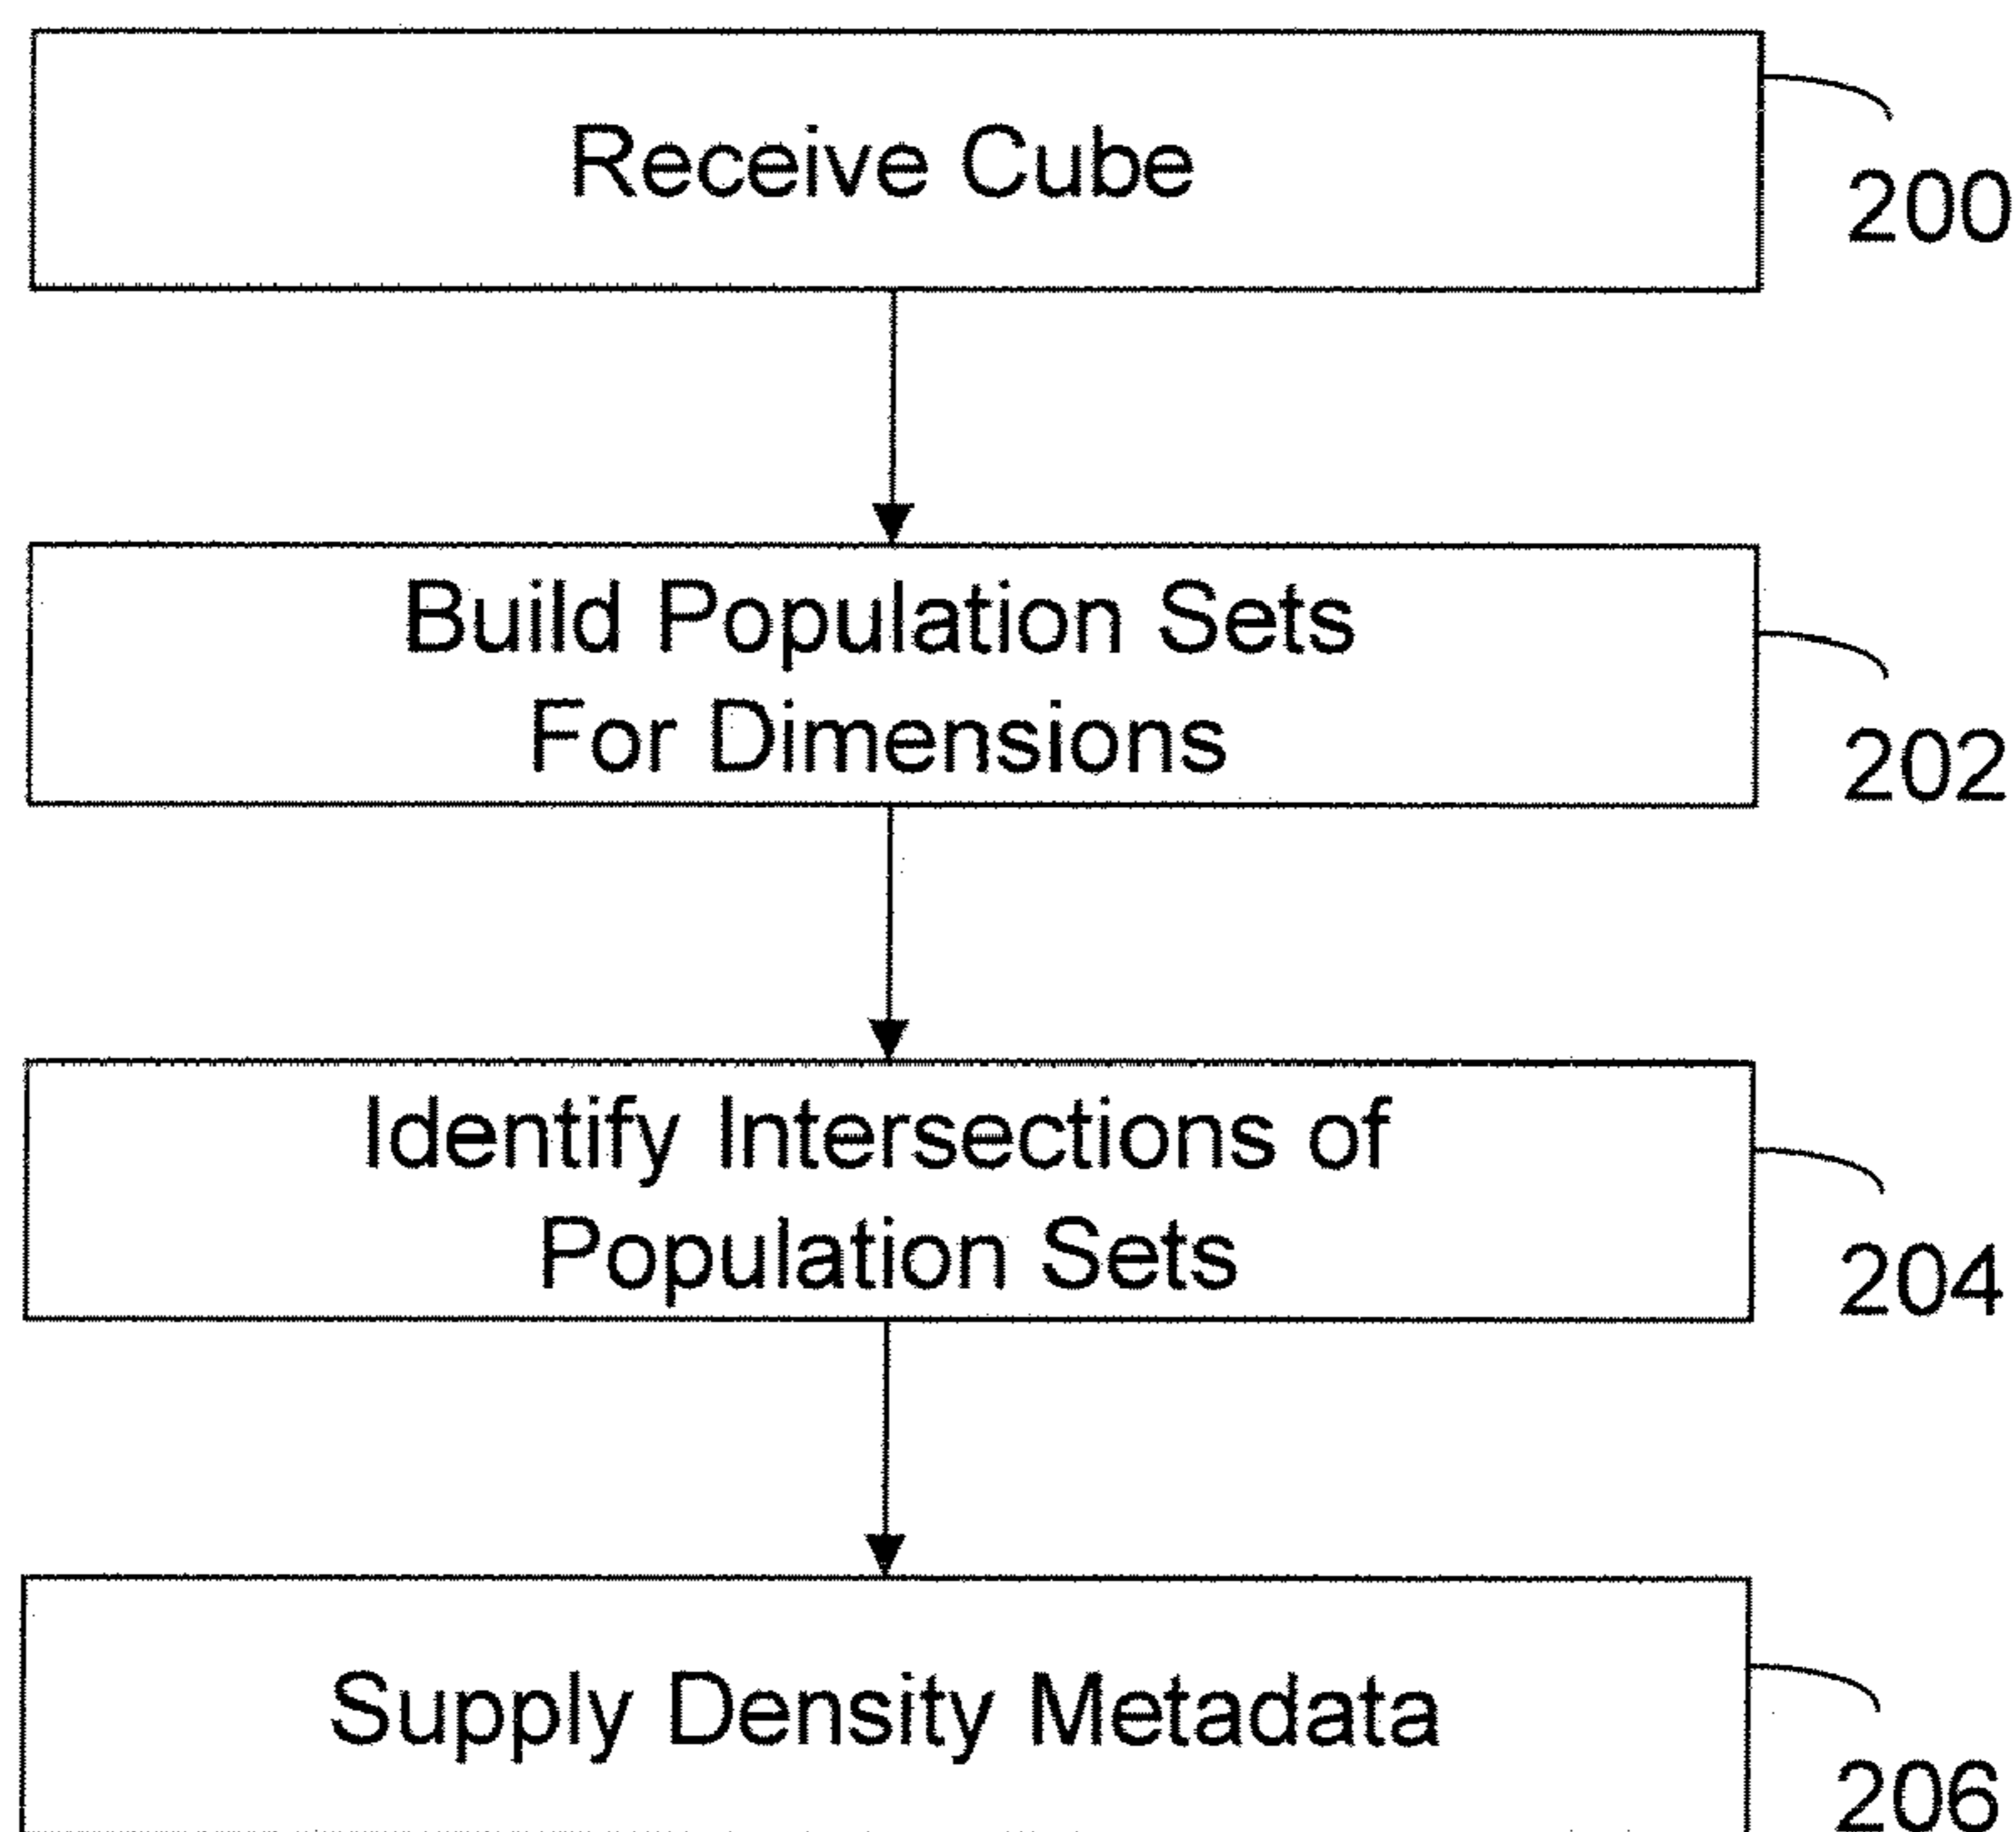 Receive Cube
200
Build Population Sets
For Dimensions
202
Identify Intersections of
Population Sets
204
Supply Density Metadata
206